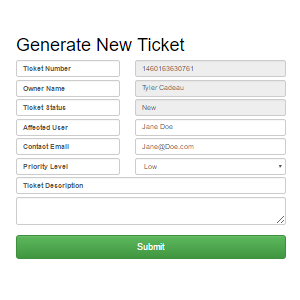 Generate New Ticket
Ticket Number 1460163630761
Owner Name Tyler Cadeau
Ticket Status New
Affected User Jane Doe
Contact Email Jane@Doe.com
Priority Level Low
Ticket Description
Submit